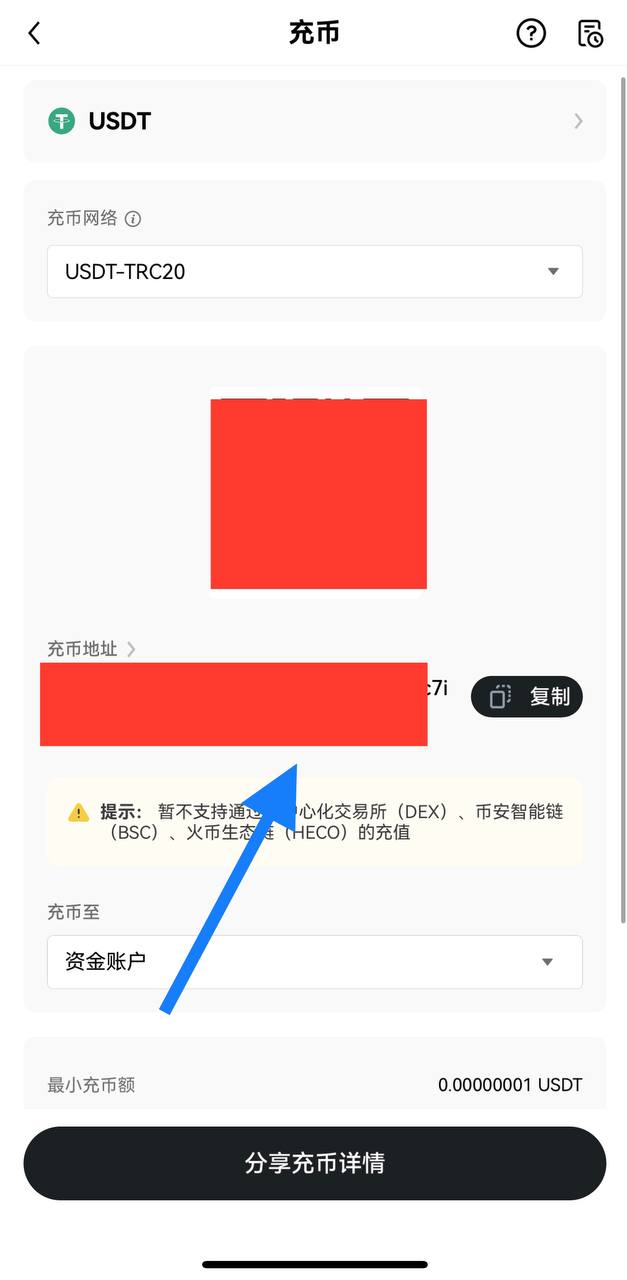 充币
USDT
充币网络
USDT-TRC20
充币地址
c7i
复制
提示： 暂不支持通过 中心化交易所（DEX）、币安智能链
（BSC）、火币生态链（HECO）的充值
充币至
资金账户
最小充币额 0.00000001 USDT
分享充币详情